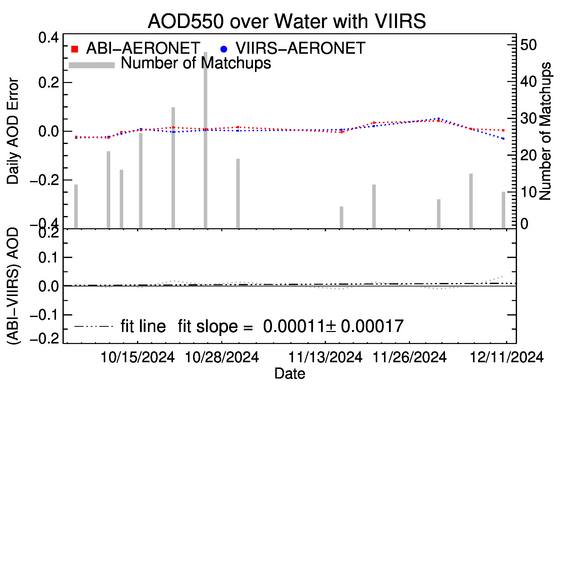 AOD550 over Water with VIIRS
ABI−AERONET
VIIRS−AERONET
Number of Matchups
Daily AOD Error
0.4
0.2
0.0
−0.2
−0.4
Number of Matchups
50
40
30
20
10
0
(ABI−VIIRS) AOD
0.2
0.1
0.0
−0.1
−0.2
fit line fit slope = 0.00011± 0.00017
10/15/2024 10/28/2024 11/13/2024 11/26/2024 12/11/2024
Date